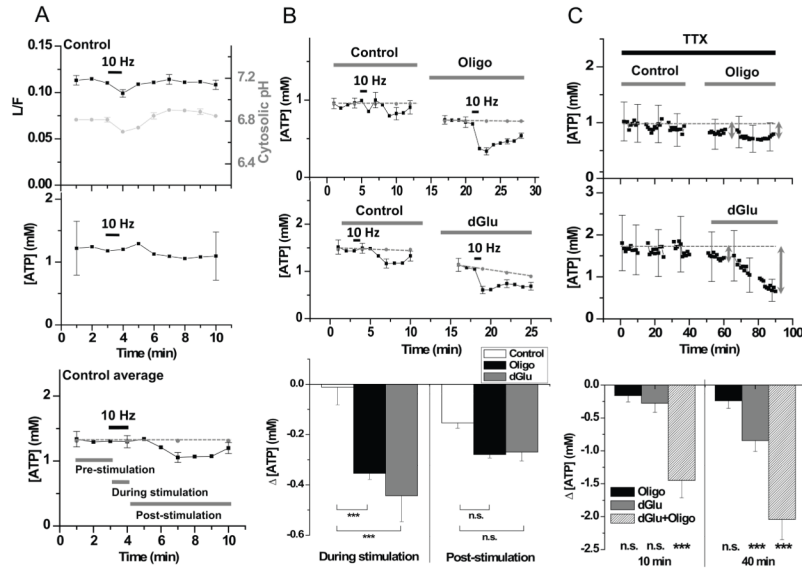 A
Control
10 Hz
0.15
0.10
0.05
0.00
L/F
7.2
6.8
6.4
Cytosolic pH
10 Hz
2
1
0
[ATP] (mM)
0 2 4 6 8 10
Time (min)
Control average
10 Hz
2
1
0
[ATP] (mM)
Pre-stimulation
During stimulation
Post-stimulation
0 2 4 6 8 10
Time (min)
B
Control
Oligo
10 Hz
10 Hz
2
1
0
[ATP] (mM)
0 5 10 15 20 25 30
Control
dGlu
10 Hz
10 Hz
2
1
0
[ATP] (mM)
0 5 10 15 20 25
Time (min)
Control
Oligo
dGlu
0.0
-0.2
-0.4
-0.6
Δ [ATP] (mM)
***
***
n.s.
n.s.
During stimulation
Post-stimulation
C
TTX
Control
Oligo
2
1
0
[ATP] (mM)
0 20 40 60 80 100
dGlu
2
1
0
[ATP] (mM)
0 20 40 60 80 100
Time (min)
0.0
-0.5
-1.0
-1.5
-2.0
-2.5
Δ [ATP] (mM)
Oligo
dGlu
dGlu+Oligo
n.s. n.s. *** n.s. *** ***
10 min
40 min